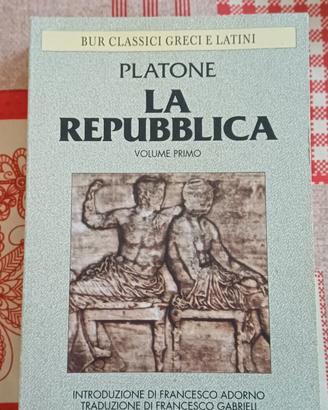 BUR CLASSICI GRECI E LATINI
PLATONE
LA
REPUBBLICA
VOLUME PRIMO
INTRODUZIONE DI FRANCESCO ADORNO
TRADUZIONE DI FRANCESCO GABRIELI